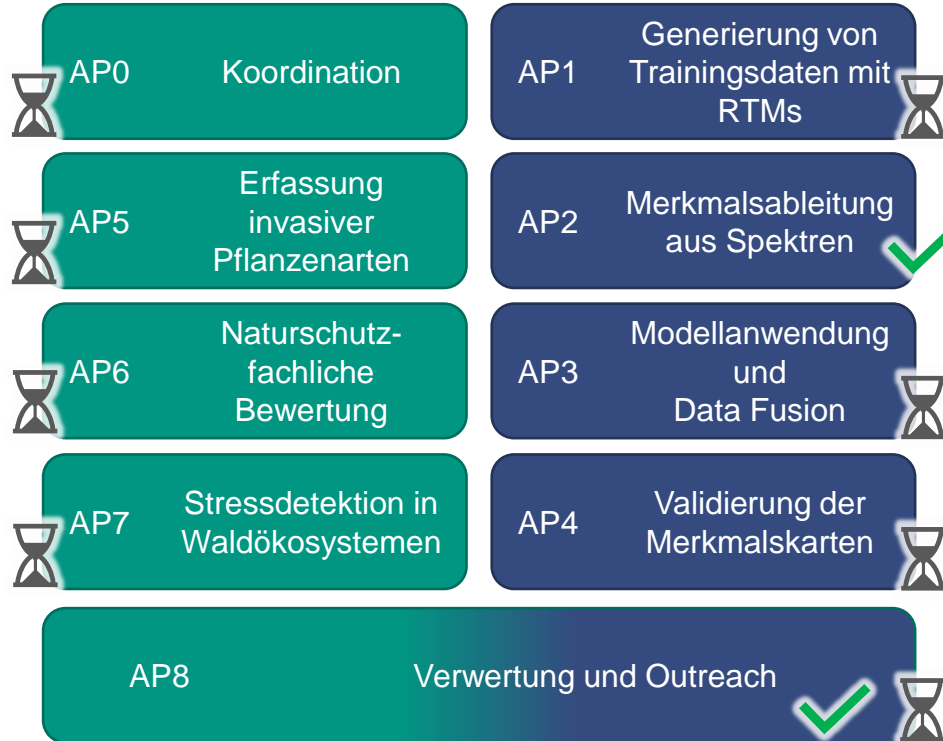 AP0 Koordination
AP1
Generierung von
Trainingsdaten mit
RTMs
AP5
Erfassung
invasiver
Pflanzenarten
AP2
Merkmalsableitung
aus Spektren
AP6
Naturschutz-
fachliche
Bewertung
AP3
Modellanwendung
und
Data Fusion
AP7
Stressdetektion in
Waldökosystemen
AP4
Validierung der
Merkmalskarten
AP8 Verwertung und Outreach